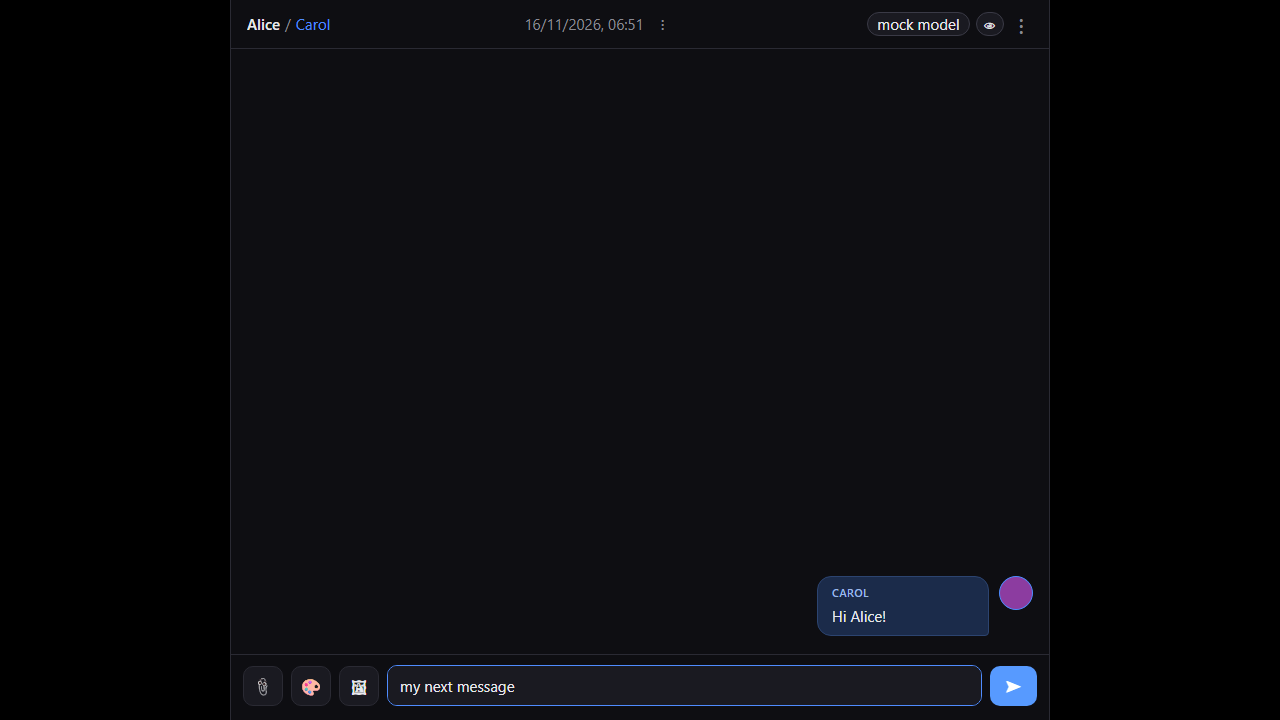 Alice / Carol
16/11/2026, 06:51
mock model
CAROL
Hi Alice!
my next message